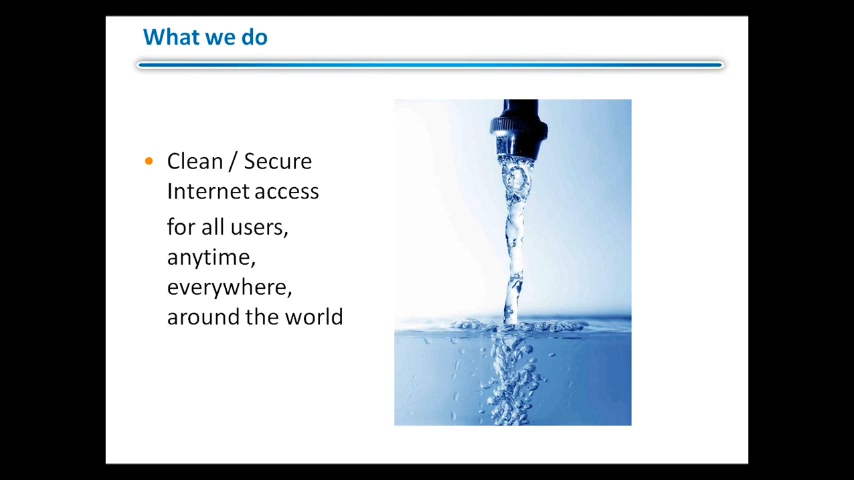 What we do
Clean / Secure
Internet access
for all users,
anytime,
everywhere,
around the world